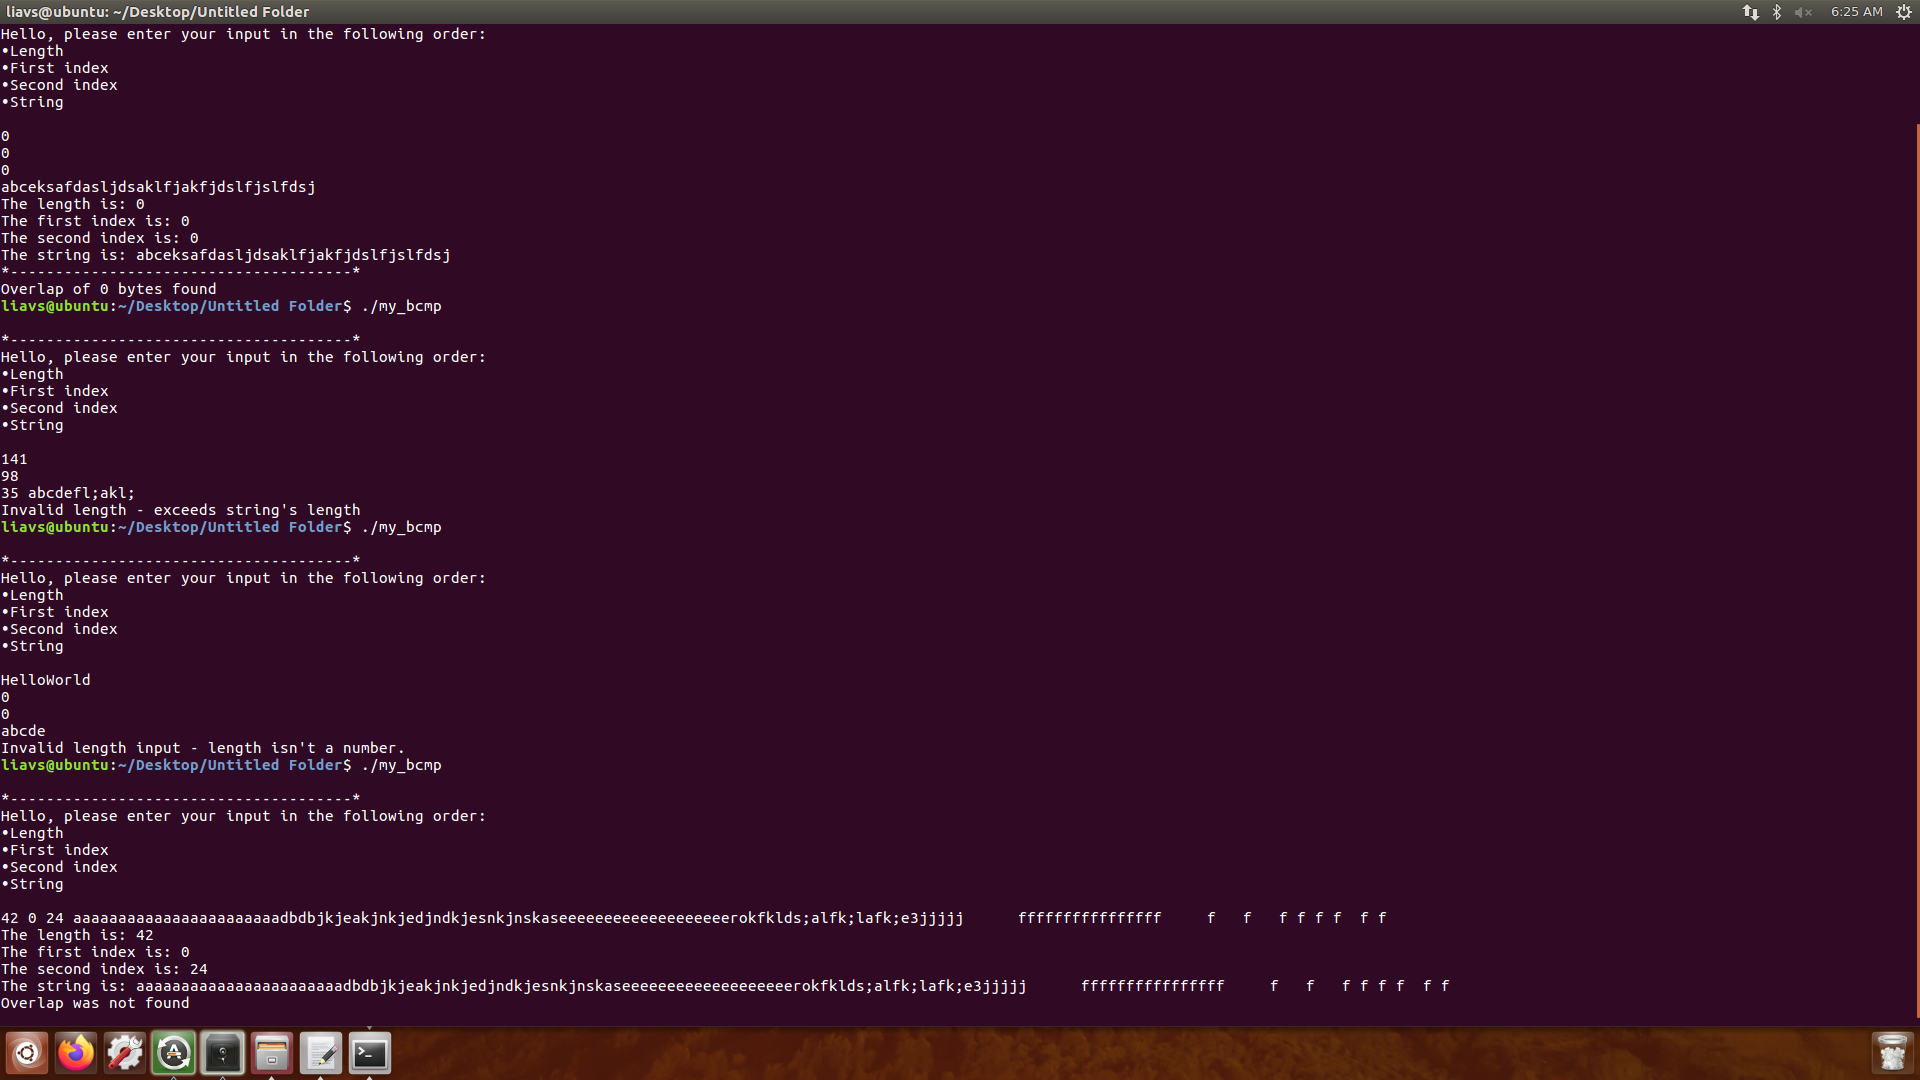 liavs@ubuntu: ~/Desktop/Untitled Folder
6:25 AM
Hello, please enter your input in the following order:
•Length
•First index
•Second index
•String
0
0
0
abceksafdasljdsaklfjakfjdslfjslfdsj
The length is: 0
The first index is: 0
The second index is: 0
The string is: abceksafdasljdsaklfjakfjdslfjslfdsj
*--------------------------------------*
Overlap of 0 bytes found
liavs@ubuntu:~/Desktop/Untitled Folder$ ./my_bcmp
*--------------------------------------*
Hello, please enter your input in the following order:
•Length
•First index
•Second index
•String
141
98
35 abcdefl;akl;
Invalid length - exceeds string's length
liavs@ubuntu:~/Desktop/Untitled Folder$ ./my_bcmp
*--------------------------------------*
Hello, please enter your input in the following order:
•Length
•First index
•Second index
•String
HelloWorld
0
0
abcde
Invalid length input - length isn't a number.
liavs@ubuntu:~/Desktop/Untitled Folder$ ./my_bcmp
*--------------------------------------*
Hello, please enter your input in the following order:
•Length
•First index
•Second index
•String
42 0 24 aaaaaaaaaaaaaaaaaaaaaaadbdbjkjeakjnkjedjndkjesnkjnskaseeeeeeeeeeeeeeeeeeerokfklds;alfk;lafk;e3jjjjj      ffffffffffffffff     f   f   f f f f  f f
The length is: 42
The first index is: 0
The second index is: 24
The string is: aaaaaaaaaaaaaaaaaaaaaaadbdbjkjeakjnkjedjndkjesnkjnskaseeeeeeeeeeeeeeeeeeerokfklds;alfk;lafk;e3jjjjj      ffffffffffffffff     f   f   f f f f  f f
Overlap was not found